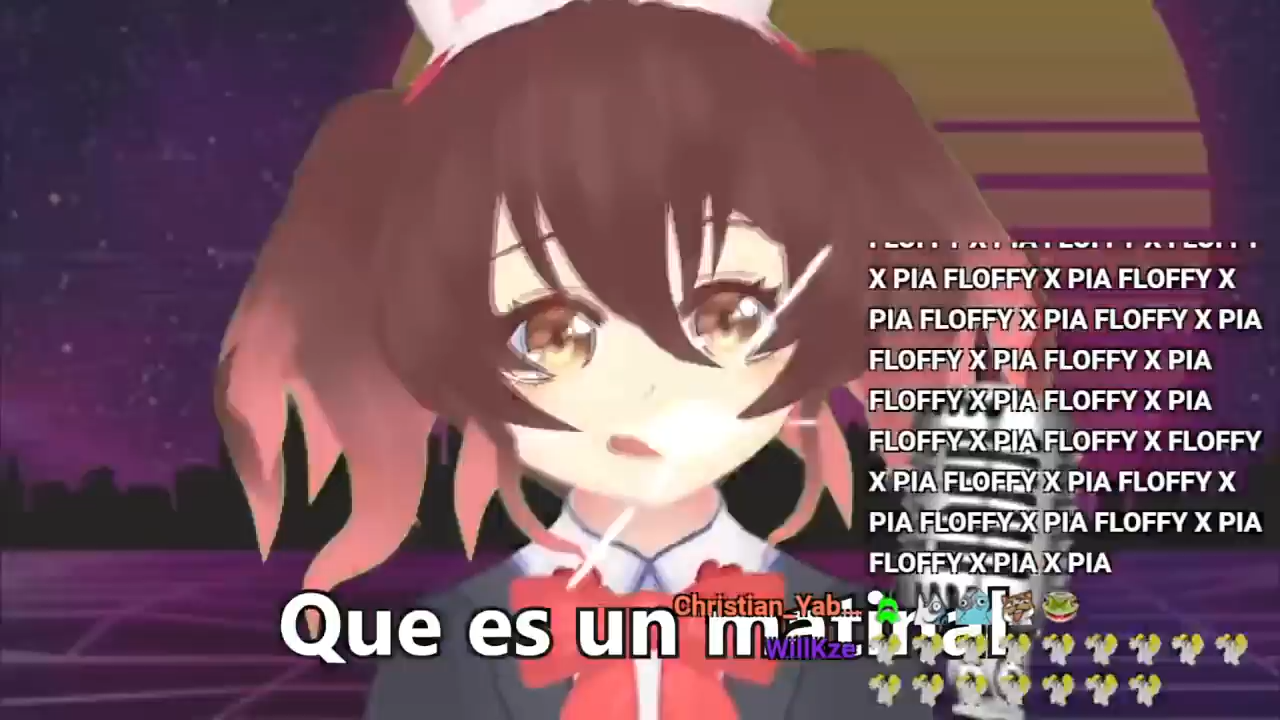 X PIA FLOFFY X PIA FLOFFY X
PIA FLOFFY X PIA FLOFFY X PIA
FLOFFY X PIA FLOFFY X PIA
FLOFFY X PIA FLOFFY X PIA
FLOFFY X PIA FLOFFY X FLOFFY
X PIA FLOFFY X PIA FLOFFY X
PIA FLOFFY X PIA FLOFFY X PIA
FLOFFY X PIA X PIA
Christian_Yab...
Que es un matinal
WillKze